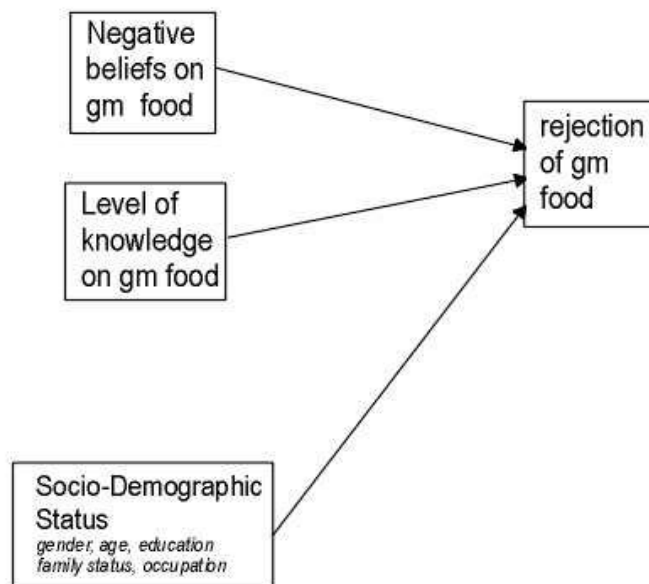 Negative
beliefs on
gm food
rejection
of gm
food
Level of
knowledge
on gm food
Socio-Demographic
Status
gender, age, education
family status, occupation